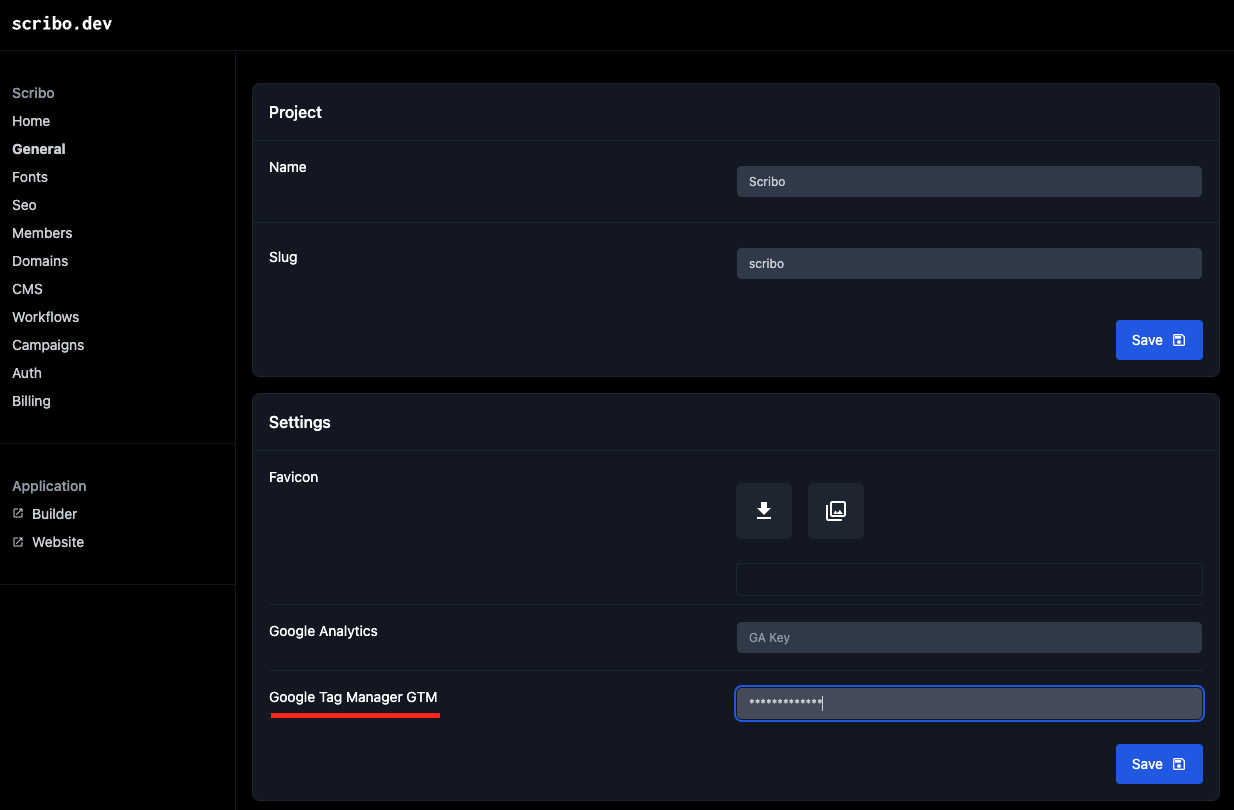 scribo.dev
Scribo
Home
General
Fonts
Seo
Members
Domains
CMS
Workflows
Campaigns
Auth
Billing
Application
Builder
Website
Project
Name
Scribo
Slug
scribo
Save
Settings
Favicon
Google Analytics
GA Key
Google Tag Manager GTM
*************
Save